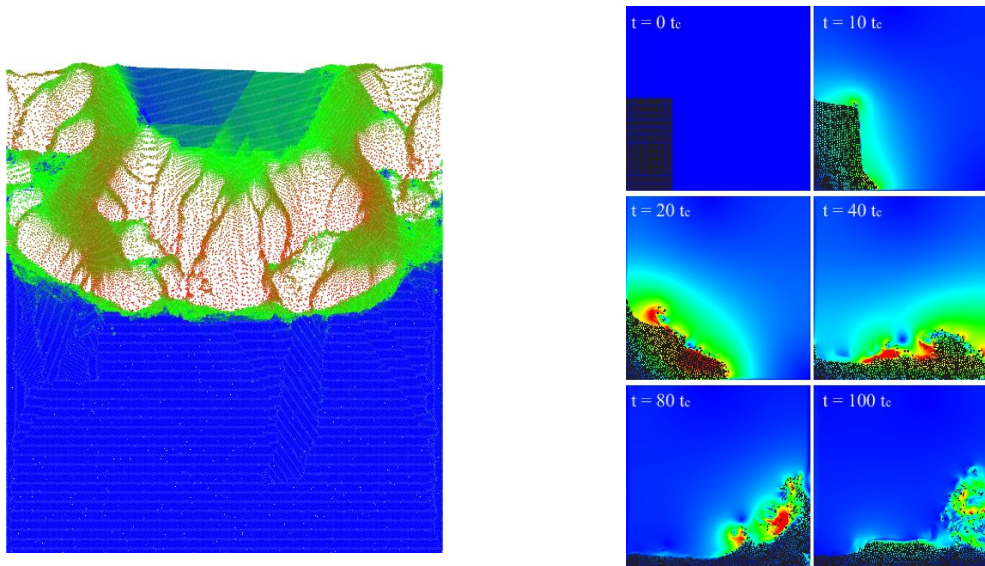 t = 0 tc
t = 10 tc
t = 20 tc
t = 40 tc
t = 80 tc
t = 100 tc